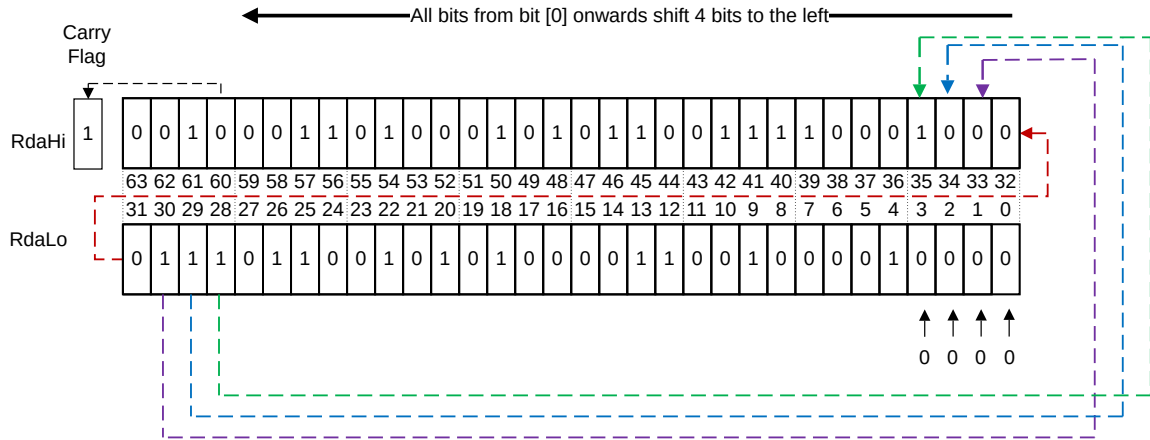 All bits from bit [0] onwards shift 4 bits to the left
Carry
Flag
RdaHi 1 0 0 1 0 0 0 1 1 0 1 0 0 0 1 0 1 0 1 1 0 0 1 1 1 1 0 0 0 1 0 0 0
63 62 61 60 59 58 57 56 55 54 53 52 51 50 49 48 47 46 45 44 43 42 41 40 39 38 37 36 35 34 33 32
31 30 29 28 27 26 25 24 23 22 21 20 19 18 17 16 15 14 13 12 11 10 9 8 7 6 5 4 3 2 1 0
RdaLo 0 1 1 1 0 1 1 0 0 1 0 1 0 1 0 0 0 0 1 1 0 0 1 0 0 0 0 1 0 0 0 0
0 0 0 0